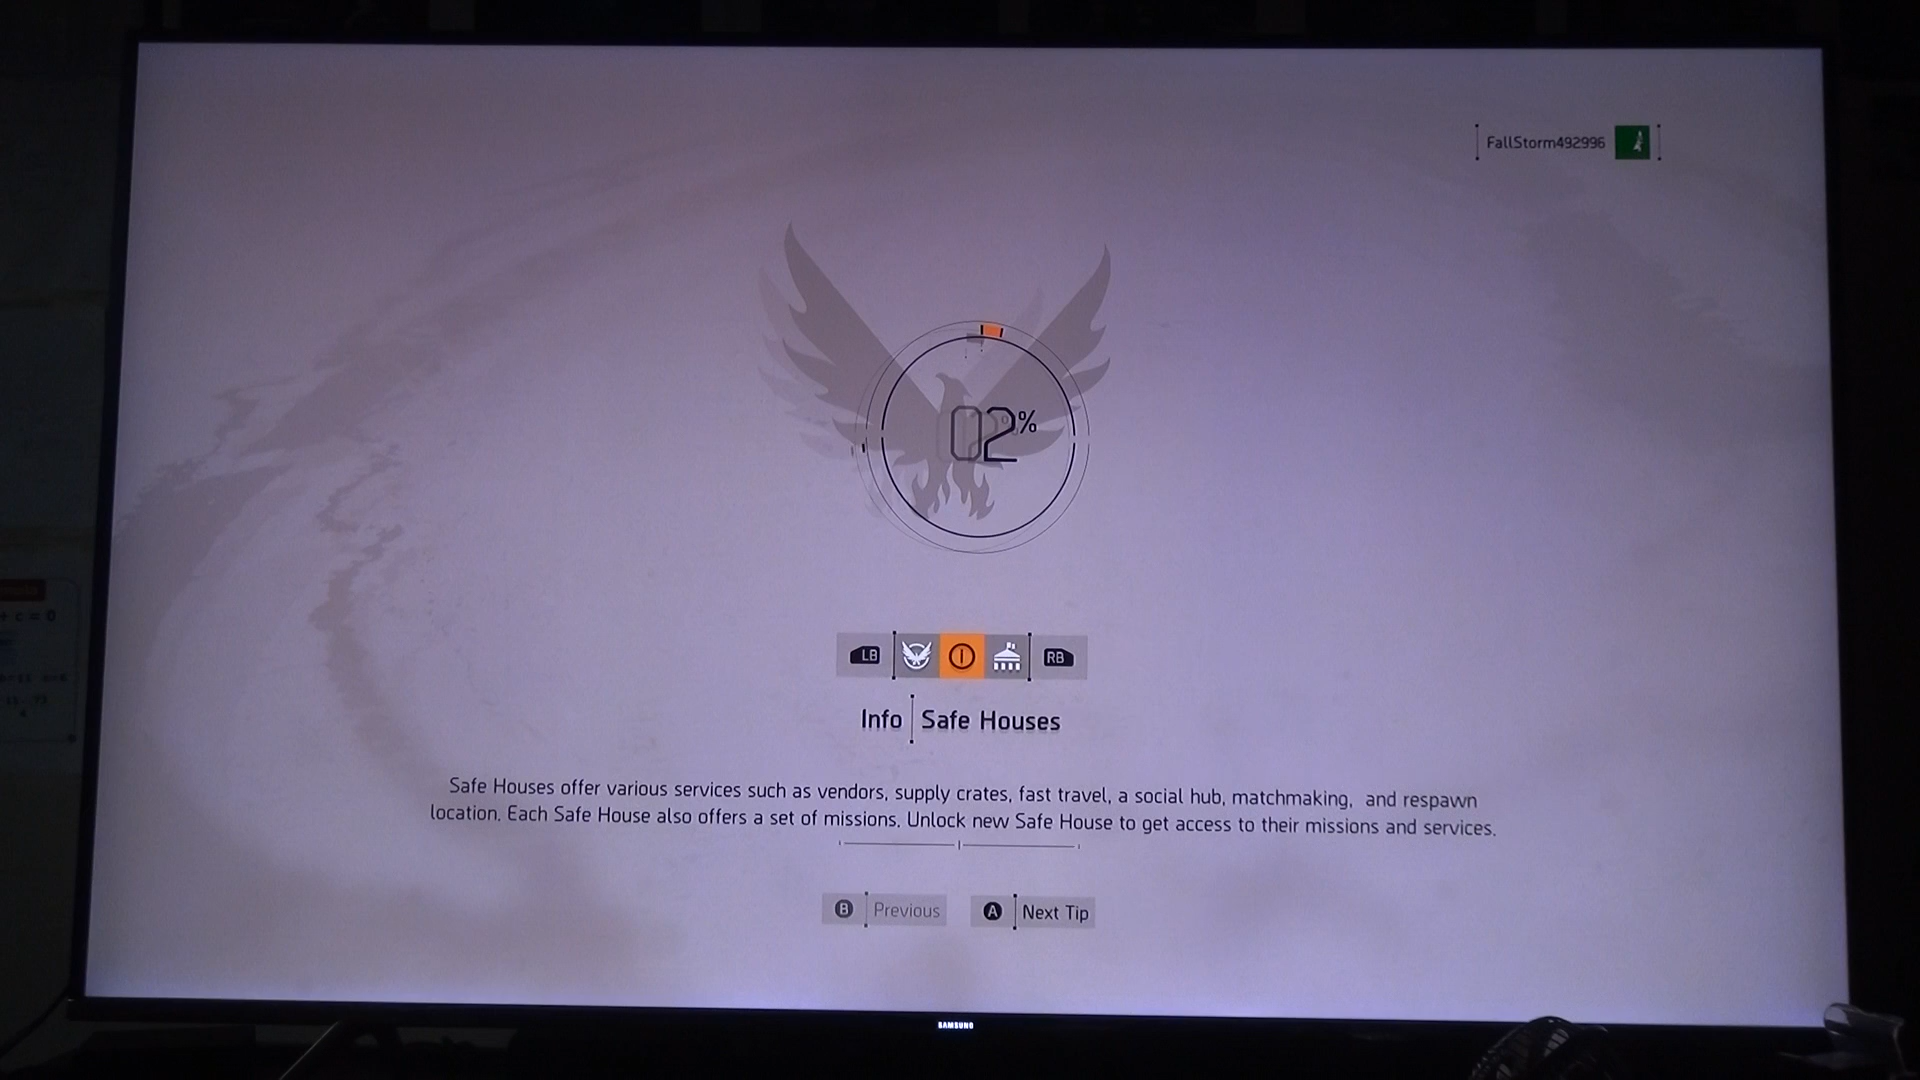 FallStorm492996
02%
LB
RB
Info
Safe Houses
Safe Houses offer various services such as vendors, supply crates, fast travel, a social hub, matchmaking, and respawn
location. Each Safe House also offers a set of missions. Unlock new Safe House to get access to their missions and services.
B Previous
A Next Tip
SAMSUNG
+ c = 0